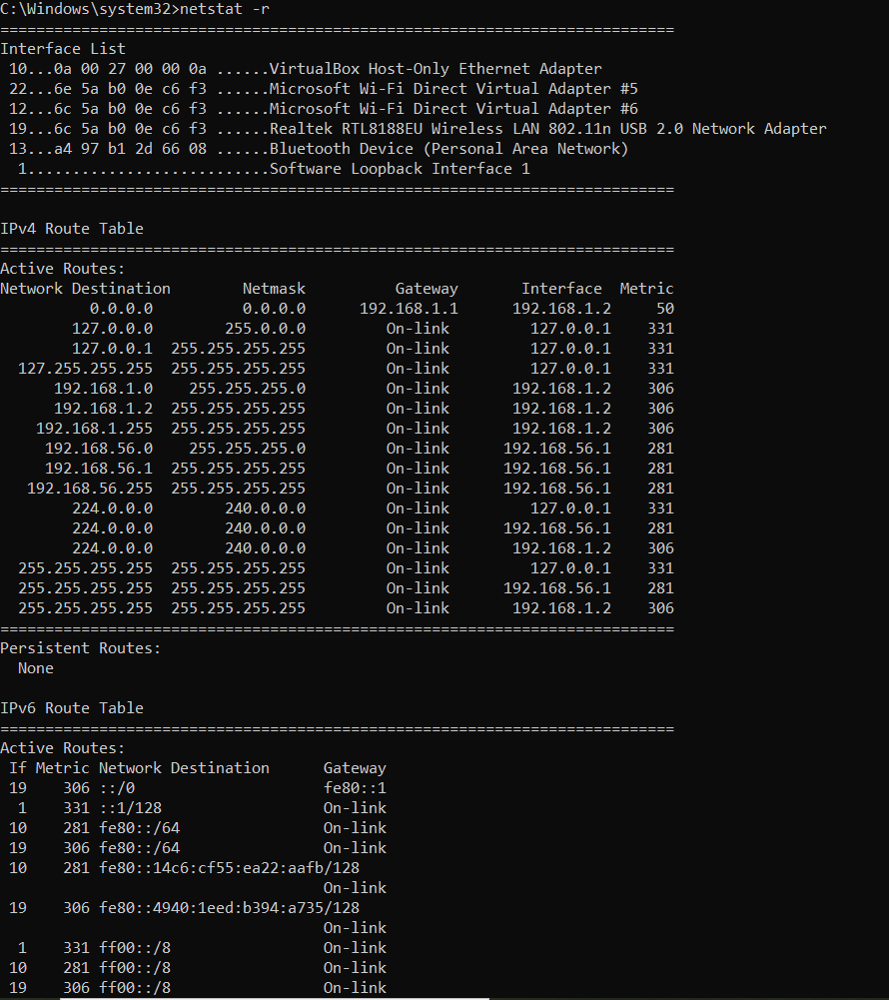 C:\Windows\system32>netstat -r
===========================================================================
Interface List
 10...0a 00 27 00 00 0a ......VirtualBox Host-Only Ethernet Adapter
 22...6e 5a b0 0e c6 f3 ......Microsoft Wi-Fi Direct Virtual Adapter #5
 12...6c 5a b0 0e c6 f3 ......Microsoft Wi-Fi Direct Virtual Adapter #6
 19...6c 5a b0 0e c6 f3 ......Realtek RTL8188EU Wireless LAN 802.11n USB 2.0 Network Adapter
 13...a4 97 b1 2d 66 08 ......Bluetooth Device (Personal Area Network)
  1...........................Software Loopback Interface 1
===========================================================================

IPv4 Route Table
===========================================================================
Active Routes:
Network Destination        Netmask          Gateway       Interface  Metric
          0.0.0.0          0.0.0.0      192.168.1.1      192.168.1.2     50
        127.0.0.0        255.0.0.0         On-link         127.0.0.1    331
        127.0.0.1  255.255.255.255         On-link         127.0.0.1    331
  127.255.255.255  255.255.255.255         On-link         127.0.0.1    331
      192.168.1.0    255.255.255.0         On-link       192.168.1.2    306
      192.168.1.2  255.255.255.255         On-link       192.168.1.2    306
    192.168.1.255  255.255.255.255         On-link       192.168.1.2    306
     192.168.56.0    255.255.255.0         On-link      192.168.56.1    281
     192.168.56.1  255.255.255.255         On-link      192.168.56.1    281
   192.168.56.255  255.255.255.255         On-link      192.168.56.1    281
        224.0.0.0        240.0.0.0         On-link         127.0.0.1    331
        224.0.0.0        240.0.0.0         On-link      192.168.56.1    281
        224.0.0.0        240.0.0.0         On-link       192.168.1.2    306
  255.255.255.255  255.255.255.255         On-link         127.0.0.1    331
  255.255.255.255  255.255.255.255         On-link      192.168.56.1    281
  255.255.255.255  255.255.255.255         On-link       192.168.1.2    306
===========================================================================
Persistent Routes:
  None

IPv6 Route Table
===========================================================================
Active Routes:
 If Metric Network Destination      Gateway
 19    306 ::/0                     fe80::1
  1    331 ::1/128                  On-link
 10    281 fe80::/64                On-link
 19    306 fe80::/64                On-link
 10    281 fe80::14c6:cf55:ea22:aafb/128
                                    On-link
 19    306 fe80::4940:1eed:b394:a735/128
                                    On-link
  1    331 ff00::/8                 On-link
 10    281 ff00::/8                 On-link
 19    306 ff00::/8                 On-link